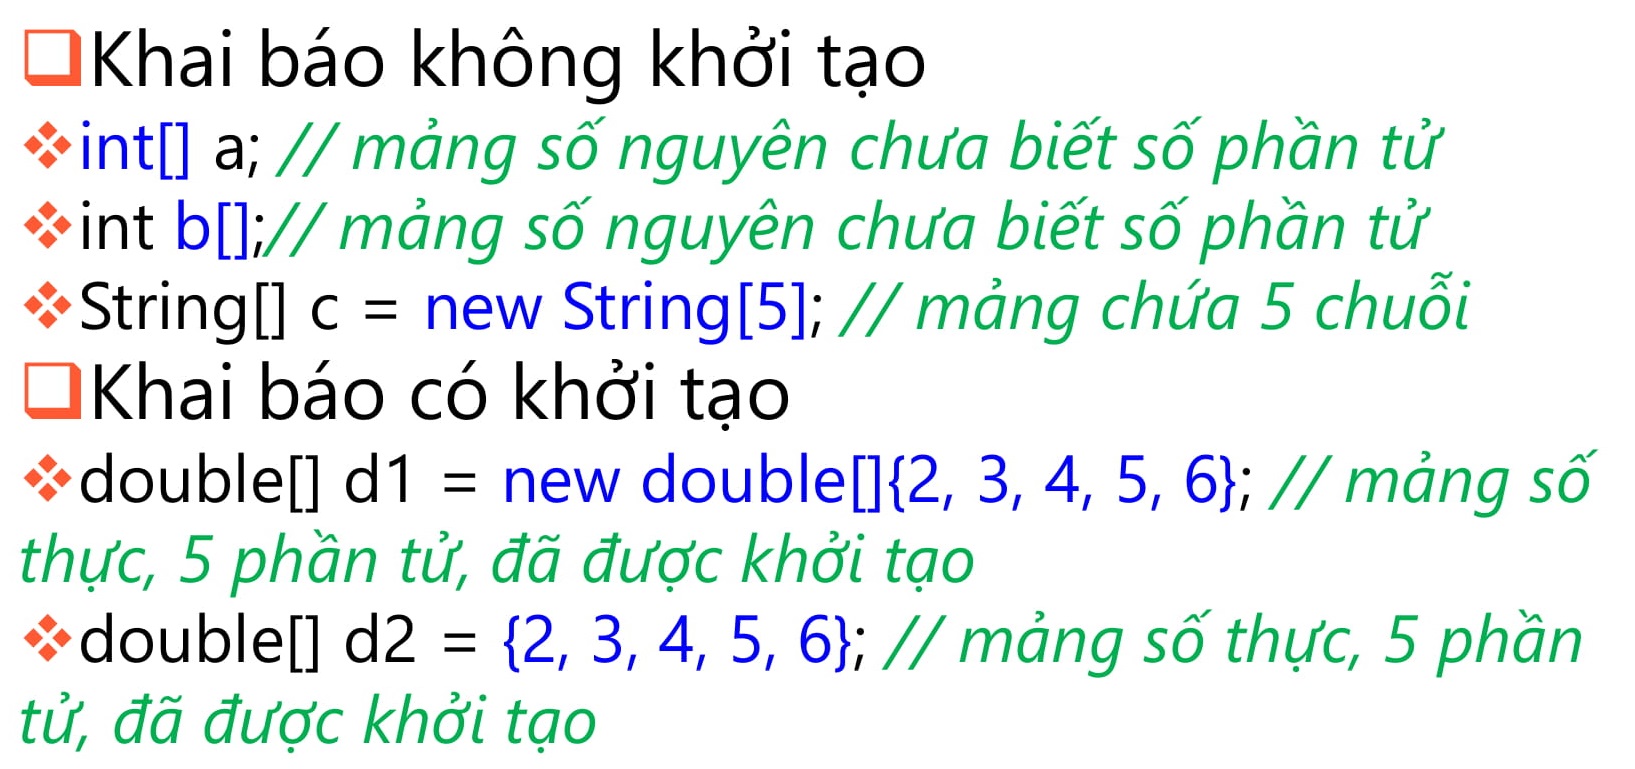 Khai báo không khởi tạo
int[] a; // mảng số nguyên chưa biết số phần tử
int b[];// mảng số nguyên chưa biết số phần tử
String[] c = new String[5]; // mảng chứa 5 chuỗi
Khai báo có khởi tạo
double[] d1 = new double[]{2, 3, 4, 5, 6}; // mảng số
thực, 5 phần tử, đã được khởi tạo
double[] d2 = {2, 3, 4, 5, 6}; // mảng số thực, 5 phần
tử, đã được khởi tạo